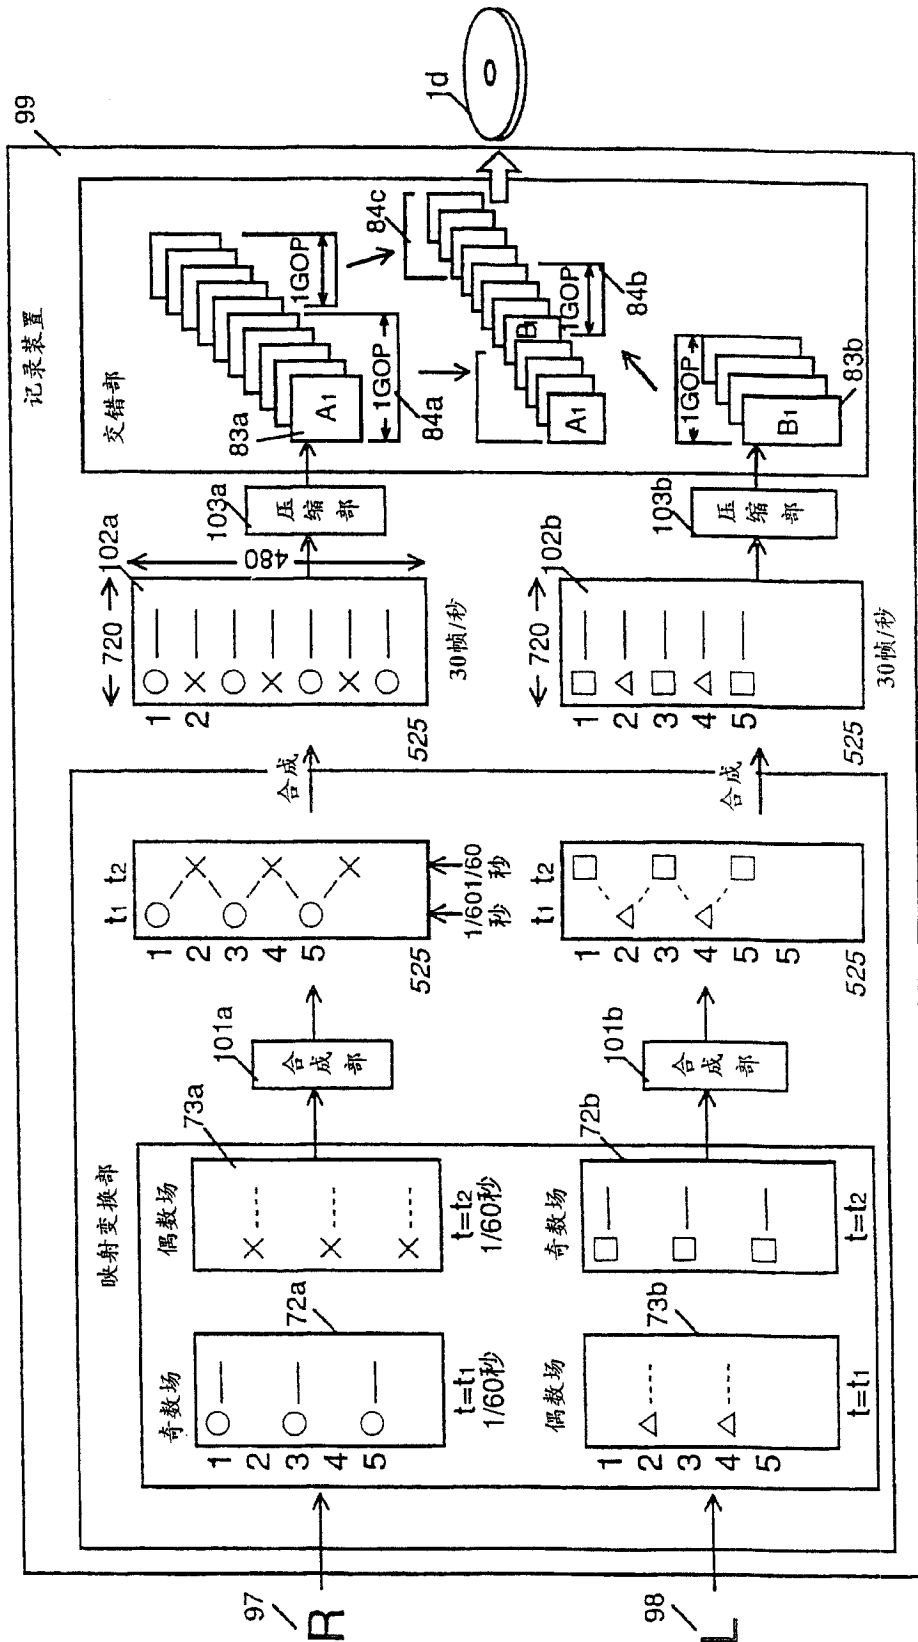 记录装置
99
映射变换部
交错部
97
R
奇数场
1
2
3
4
5
72a
t=t1
1/60秒
偶数场
73a
t=t2
1/60秒
101a
合成部
t1 t2
1
2
3
4
5
525
1/60秒
1/60秒
合成
720
102a
1
2
525
480
30帧/秒
103a
压缩部
83a
A1
1GOP
84a
1GOP
84c
A1
B1
1GOP
84b
1d
98
L
偶数场
1
2
3
4
5
73b
t=t1
奇数场
72b
t=t2
101b
合成部
t1 t2
1
2
3
4
5
5
525
合成
720
102b
1
2
3
4
5
525
30帧/秒
103b
压缩部
1GOP
B1
83b